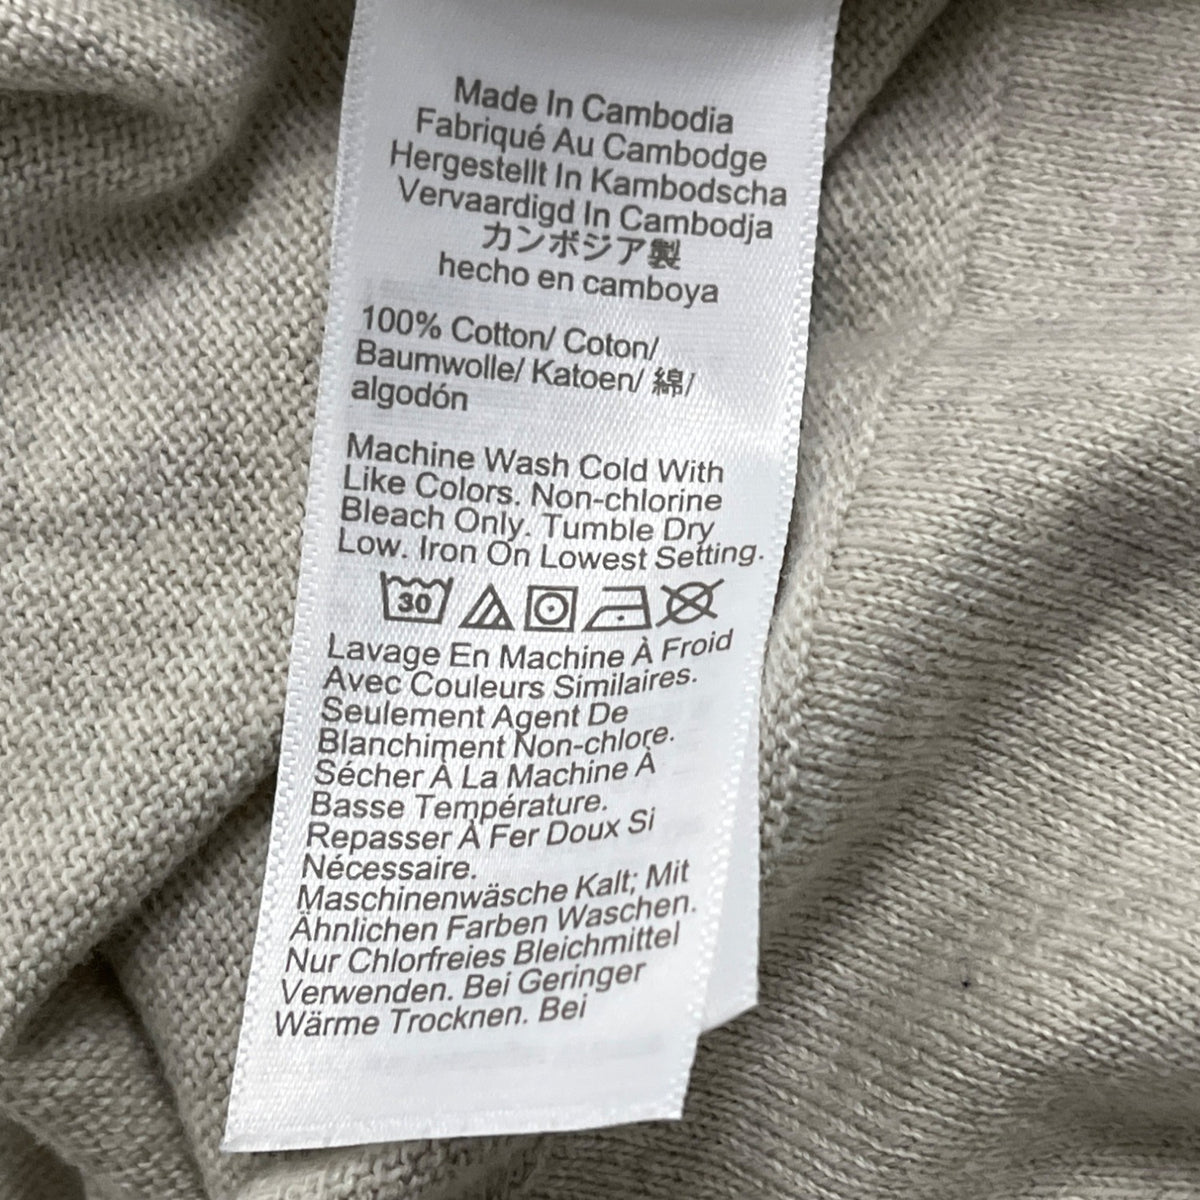 Made In Cambodia
Fabriqué Au Cambodge
Hergestellt In Kambodscha
Vervaardigd In Cambodja
カンボジア製
hecho en camboya
100% Cotton/ Coton/
Baumwolle/ Katoen/ 綿/
algodón
Machine Wash Cold With
Like Colors. Non-chlorine
Bleach Only. Tumble Dry
Low. Iron On Lowest Setting.
30
Lavage En Machine À Froid
Avec Couleurs Similaires.
Seulement Agent De
Blanchiment Non-chlore.
Sécher À La Machine À
Basse Température.
Repasser À Fer Doux Si
Nécessaire.
Maschinenwäsche Kalt; Mit
Ähnlichen Farben Waschen.
Nur Chlorfreies Bleichmittel
Verwenden. Bei Geringer
Wärme Trocknen. Bei